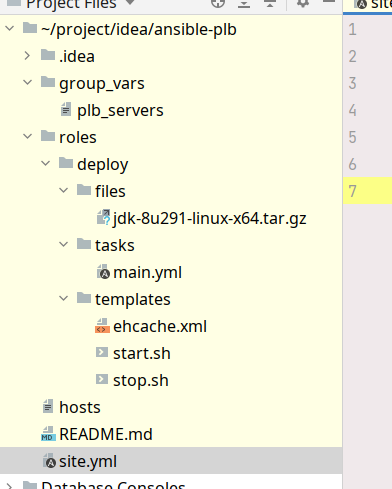 Project Files
~/project/idea/ansible-plb
.idea
group_vars
plb_servers
roles
deploy
files
jdk-8u291-linux-x64.tar.gz
tasks
main.yml
templates
ehcache.xml
start.sh
stop.sh
hosts
README.md
site.yml
Database Consoles
site
1
2
3
4
5
6
7